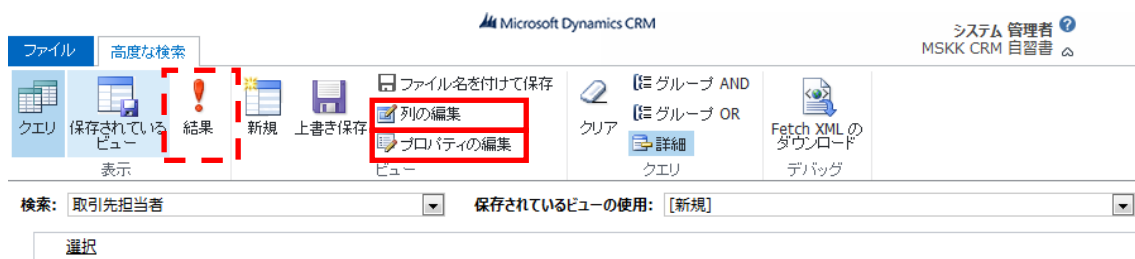 Microsoft Dynamics CRM
システム 管理者
MSKK CRM 自習書
ファイル
高度な検索
クエリ
保存されている
ビュー
結果
新規
上書き保存
ファイル名を付けて保存
列の編集
プロパティの編集
クリア
グループ AND
グループ OR
詳細
Fetch XML の
ダウンロード
表示
ビュー
クエリ
デバッグ
検索: 取引先担当者 保存されているビューの使用: [新規]
選択